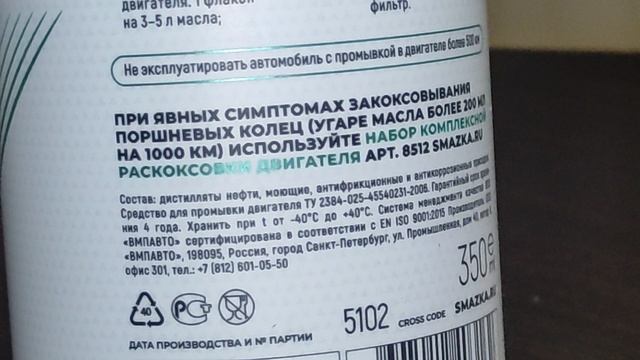 двигателя. 1 флакон
на 3-5 л масла;
фильтр.
Не эксплуатировать автомобиль с промывкой в двигателе более 500 км
ПРИ ЯВНЫХ СИМПТОМАХ ЗАКОКСОВЫВАНИЯ
ПОРШНЕВЫХ КОЛЕЦ (УГАРЕ МАСЛА БОЛЕЕ 200 МЛ
НА 1000 КМ) ИСПОЛЬЗУЙТЕ НАБОР КОМПЛЕКСНОЙ
РАСКОКСОВКИ ДВИГАТЕЛЯ АРТ. 8512 SMAZKA.RU
Состав: дистилляты нефти, моющие, антифрикционные и антикоррозионные присадки.
Средство для промывки двигателя ТУ 2384-025-45540231-2006. Гарантийный срок
ния 4 года. Хранить при t от -40°C до +40°C. Система менеджмента качества
«ВМПАВТО» сертифицирована в соответствии с EN ISO 9001:2015 Производитель:
«ВМПАВТО», 198095, Россия, город Санкт-Петербург, ул. Промышленная, дом 40,
офис 301, тел.: +7 (812) 601-05-50
350 ml
40
РСТ
5102 CROSS CODE SMAZKA.RU
ДАТА ПРОИЗВОДСТВА И № ПАРТИИ